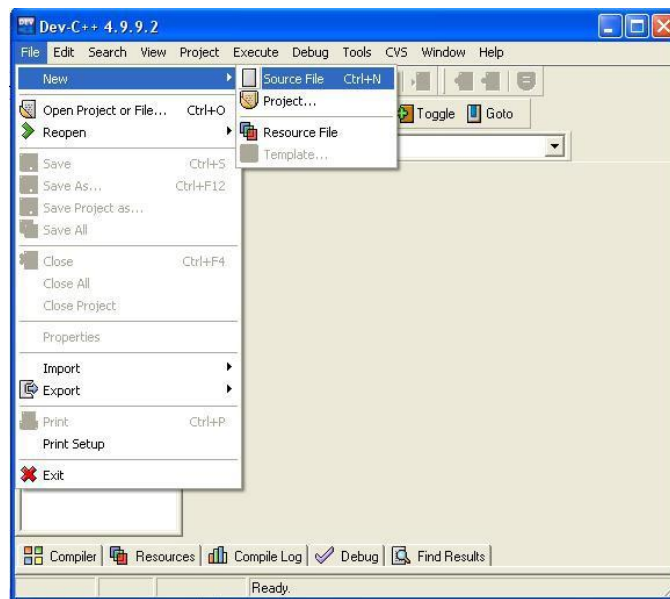 Dev-C++ 4.9.9.2
File Edit Search View Project Execute Debug Tools CVS Window Help
New
Source File Ctrl+N
Project...
Resource File
Template...
Toggle Goto
Open Project or File... Ctrl+O
Reopen
Save Ctrl+S
Save As... Ctrl+F12
Save Project as...
Save All
Close Ctrl+F4
Close All
Close Project
Properties
Import
Export
Print Ctrl+P
Print Setup
Exit
Compiler Resources Compile Log Debug Find Results
Ready.